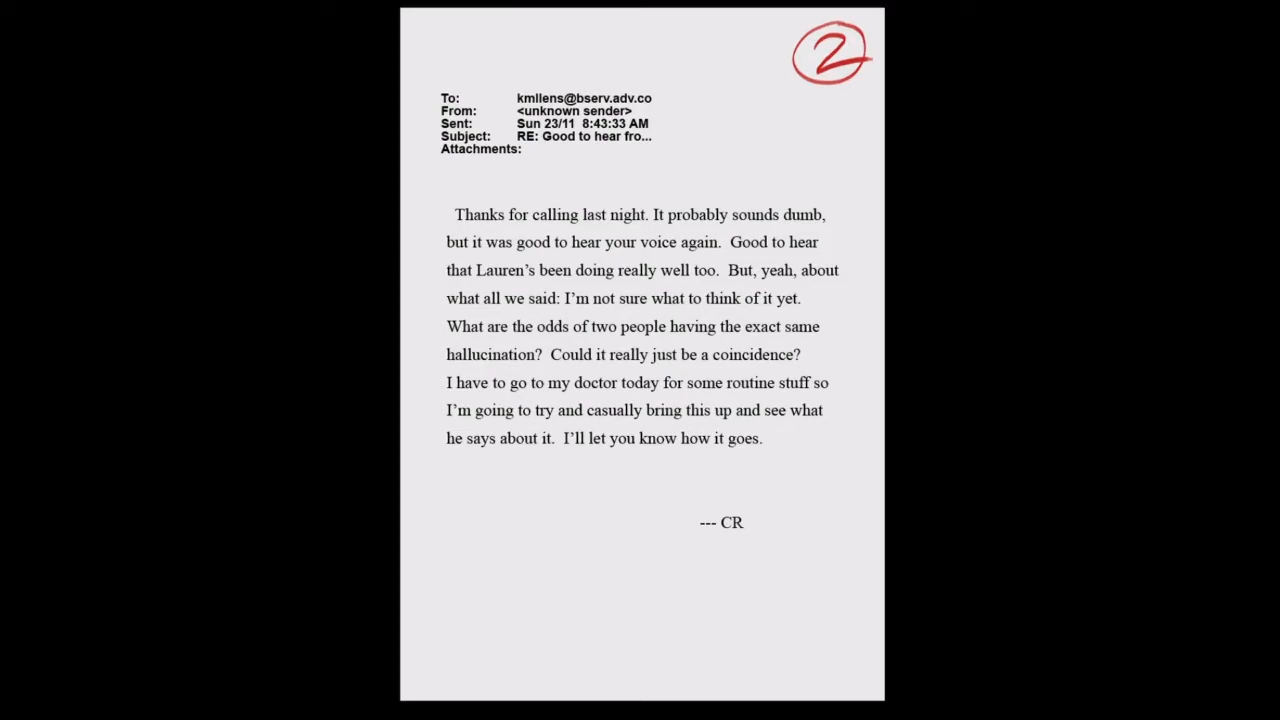 2
To: kmllens@bserv.adv.co
From: <unknown sender>
Sent: Sun 23/11 8:43:33 AM
Subject: RE: Good to hear fro...
Attachments:
Thanks for calling last night. It probably sounds dumb,
but it was good to hear your voice again. Good to hear
that Lauren’s been doing really well too. But, yeah, about
what all we said: I’m not sure what to think of it yet.
What are the odds of two people having the exact same
hallucination? Could it really just be a coincidence?
I have to go to my doctor today for some routine stuff so
I’m going to try and casually bring this up and see what
he says about it. I’ll let you know how it goes.
--- CR